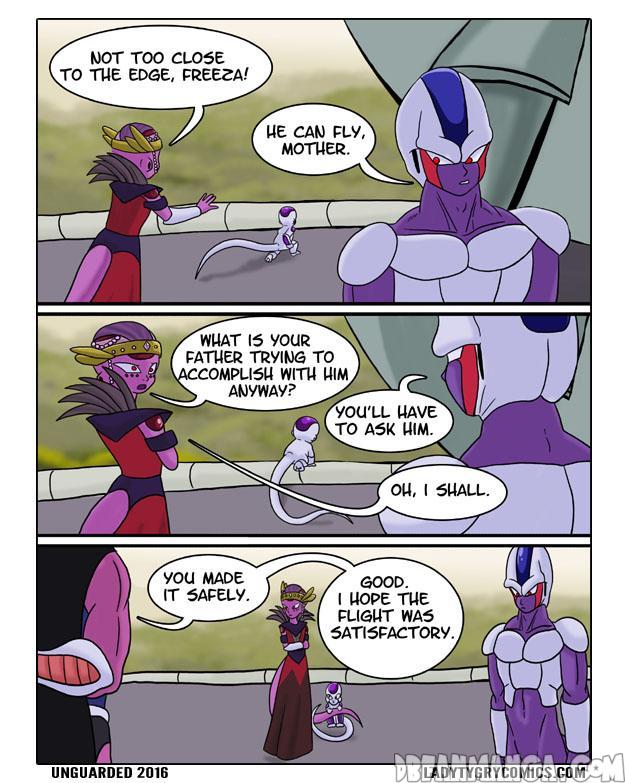 NOT TOO CLOSE
TO THE EDGE, FREEZA!
HE CAN FLY,
MOTHER.
WHAT IS YOUR
FATHER TRYING TO
ACCOMPLISH WITH HIM
ANYWAY?
YOU'LL HAVE
TO ASK HIM.
OH, I SHALL.
YOU MADE
IT SAFELY.
GOOD.
I HOPE THE
FLIGHT WAS
SATISFACTORY.
UNGUARDED 2016
LADYTYGRYCOMICS.COM
DBFANMANGA.COM